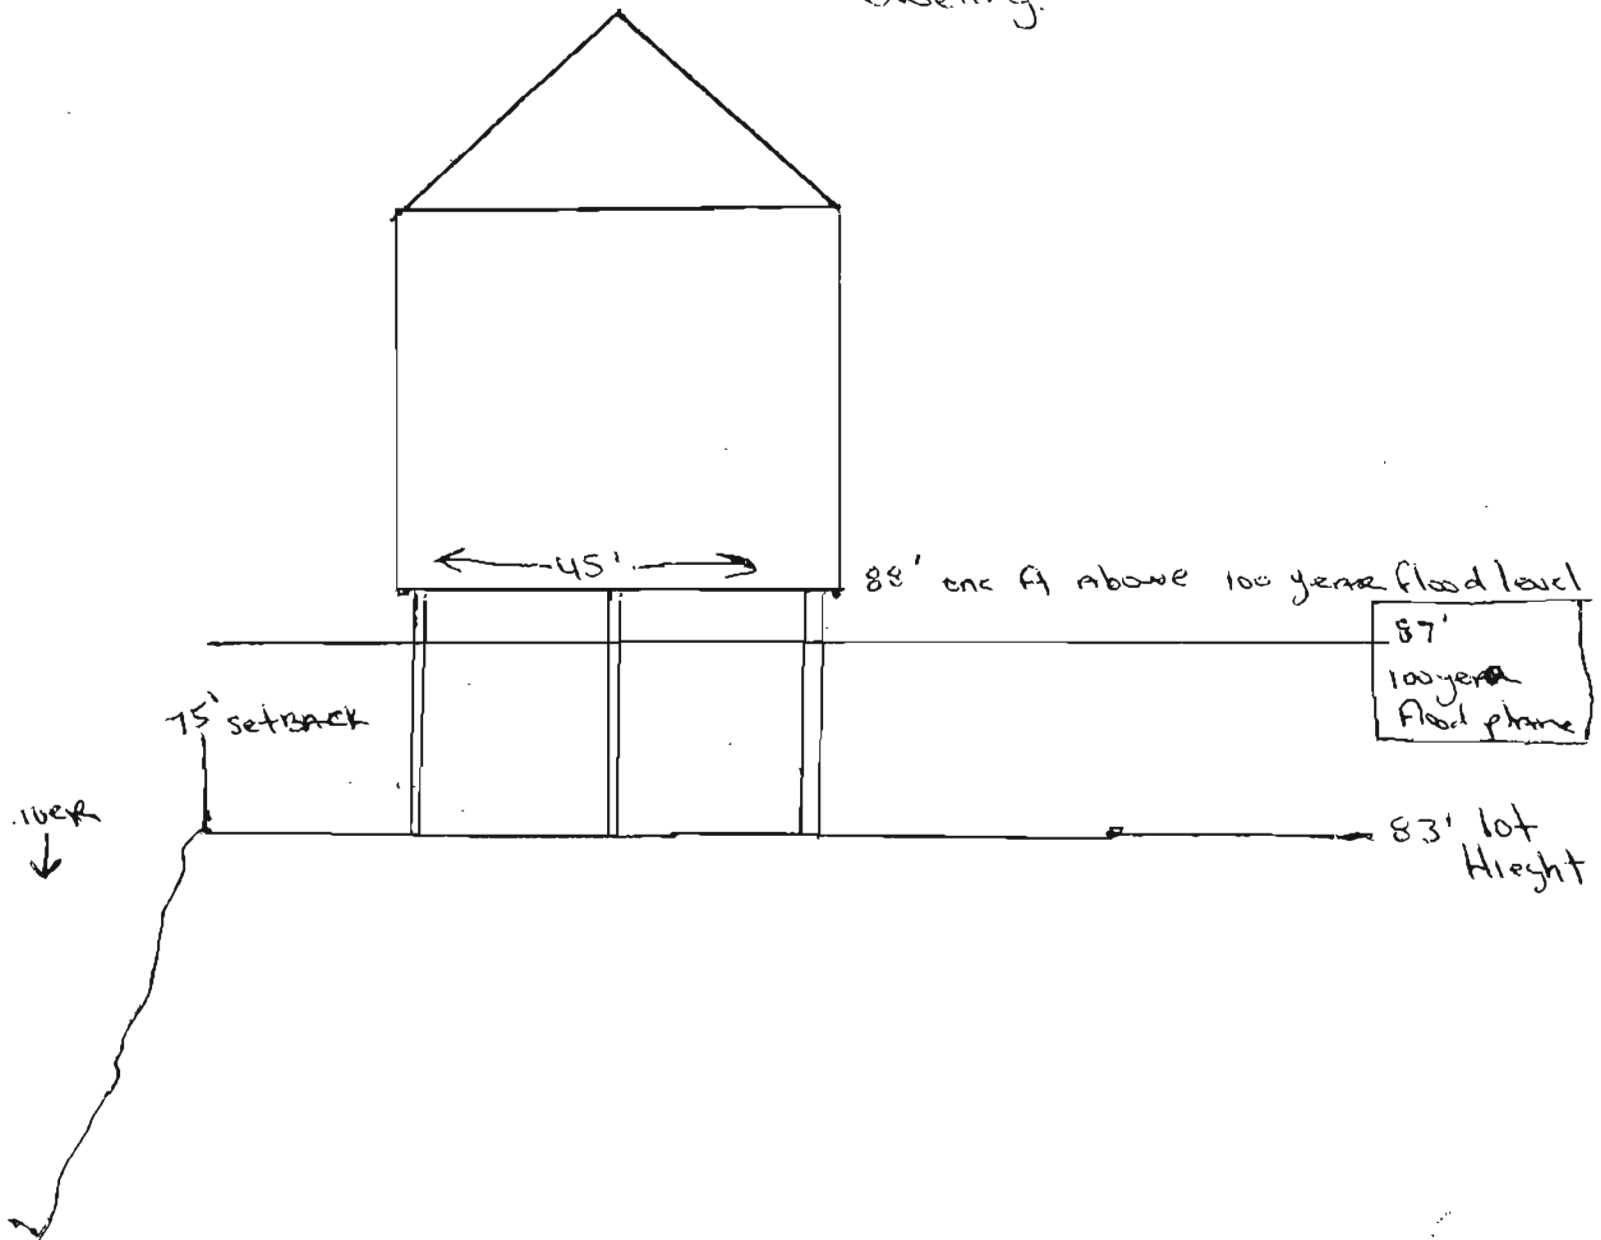 45'
88' one ft Above 100 year flood level
87'
100 year
flood plane
75' setBACK
83' lot
Hieght